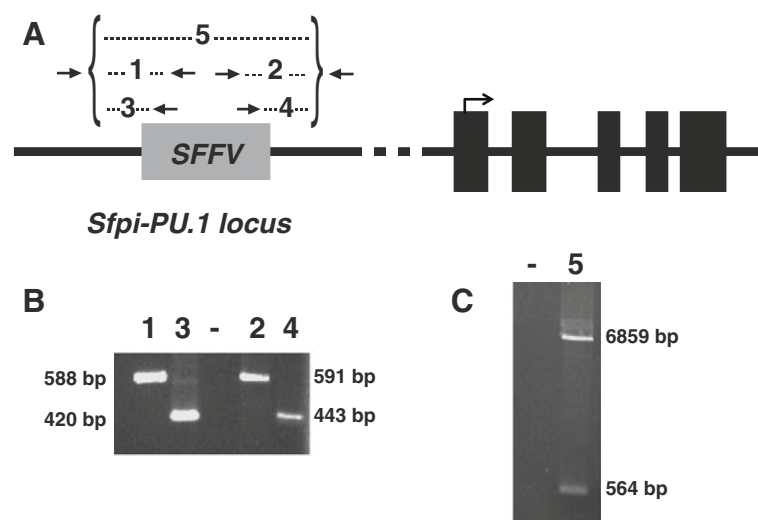 A
5
1 2
3 4
SFFV
Sfpi-PU.1 locus
B
1 3 - 2 4
588 bp 591 bp
420 bp 443 bp
C
- 5
6859 bp
564 bp